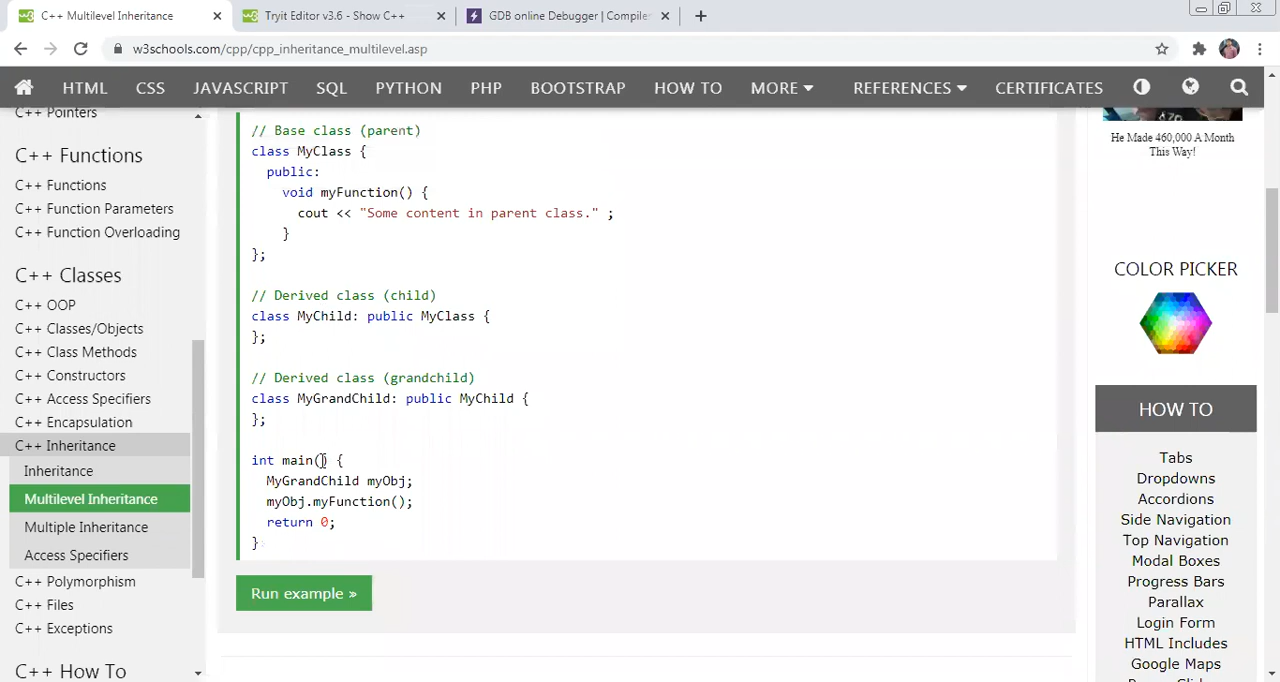 C++ Multilevel Inheritance
Tryit Editor v3.6 - Show C++
GDB online Debugger | Compiler
w3schools.com/cpp/cpp_inheritance_multilevel.asp
HTML CSS JAVASCRIPT SQL PYTHON PHP BOOTSTRAP HOW TO MORE REFERENCES CERTIFICATES
C++ Pointers
C++ Functions
C++ Functions
C++ Function Parameters
C++ Function Overloading
C++ Classes
C++ OOP
C++ Classes/Objects
C++ Class Methods
C++ Constructors
C++ Access Specifiers
C++ Encapsulation
C++ Inheritance
Inheritance
Multilevel Inheritance
Multiple Inheritance
Access Specifiers
C++ Polymorphism
C++ Files
C++ Exceptions
C++ How To
// Base class (parent)
class MyClass {
public:
void myFunction() {
cout << "Some content in parent class." ;
}
};
// Derived class (child)
class MyChild: public MyClass {
};
// Derived class (grandchild)
class MyGrandChild: public MyChild {
};
int main() {
MyGrandChild myObj;
myObj.myFunction();
return 0;
}
Run example »
He Made 460,000 A Month
This Way!
COLOR PICKER
HOW TO
Tabs
Dropdowns
Accordions
Side Navigation
Top Navigation
Modal Boxes
Progress Bars
Parallax
Login Form
HTML Includes
Google Maps